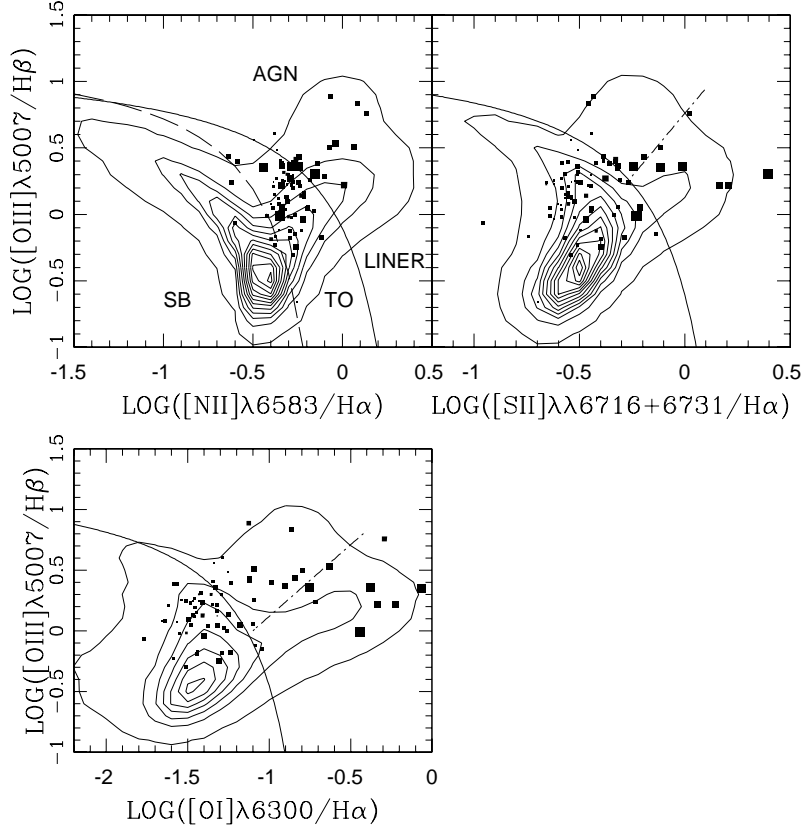 1.5
1
0.5
0
−0.5
−1
LOG([OIII]λ5007/Hβ)
AGN
LINER
SB
TO
-1.5 -1 -0.5 0 0.5
-1 -0.5 0 0.5
LOG([NII]λ6583/Hα)
LOG([SII]λλ6716+6731/Hα)
1.5
1
0.5
0
−0.5
−1
LOG([OIII]λ5007/Hβ)
-2 -1.5 -1 -0.5 0
LOG([OI]λ6300/Hα)